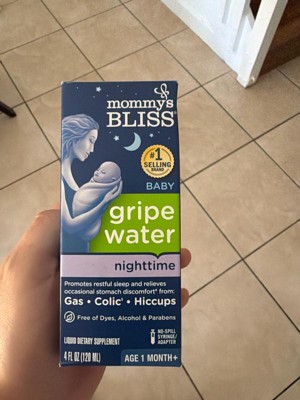 mommy's
BLISS®
#1
SELLING
BRAND
BABY
gripe
water
nighttime
Promotes restful sleep and relieves
occasional stomach discomfort* from:
Gas • Colic† • Hiccups
Free of Dyes, Alcohol & Parabens
LIQUID DIETARY SUPPLEMENT
NO-SPILL
SYRINGE/
ADAPTER
4 FL OZ (120 ML)
AGE 1 MONTH+